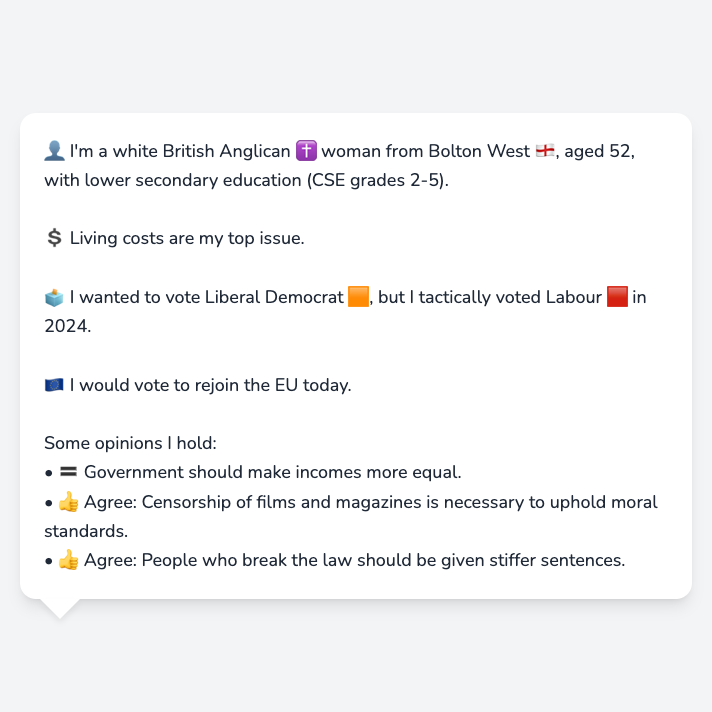 👤 I'm a white British Anglican ✝️ woman from Bolton West 🏴󠁧󠁢󠁥󠁮󠁧󠁿, aged 52,
with lower secondary education (CSE grades 2-5).
💲 Living costs are my top issue.
🗳️ I wanted to vote Liberal Democrat 🟧, but I tactically voted Labour 🟥 in
2024.
🇪🇺 I would vote to rejoin the EU today.
Some opinions I hold:
• 🟰 Government should make incomes more equal.
• 👍 Agree: Censorship of films and magazines is necessary to uphold moral
standards.
• 👍 Agree: People who break the law should be given stiffer sentences.